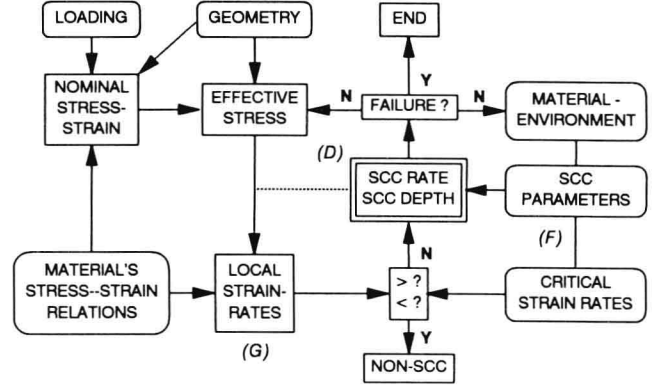 LOADING
GEOMETRY
END
NOMINAL
STRESS-
STRAIN
EFFECTIVE
STRESS
N
Y
FAILURE ?
N
MATERIAL -
ENVIRONMENT
(D)
SCC RATE
SCC DEPTH
SCC
PARAMETERS
(F)
MATERIAL'S
STRESS--STRAIN
RELATIONS
LOCAL
STRAIN-
RATES
(G)
N
> ?
< ?
Y
CRITICAL
STRAIN RATES
NON-SCC